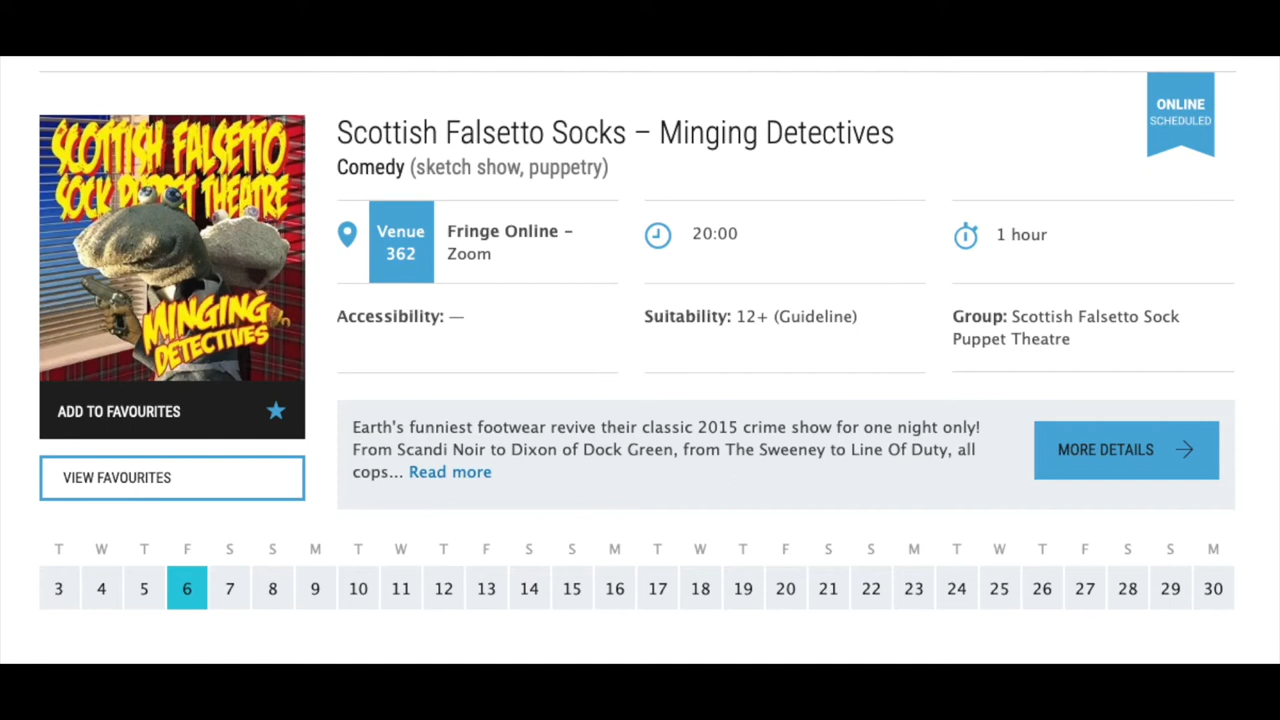 ONLINE
SCHEDULED
SCOTTISH FALSETTO
SOCK PUPPET THEATRE
MINGING
DETECTIVES
ADD TO FAVOURITES
VIEW FAVOURITES
Scottish Falsetto Socks – Minging Detectives
Comedy (sketch show, puppetry)
Venue
362
Fringe Online –
Zoom
20:00
1 hour
Accessibility: —
Suitability: 12+ (Guideline)
Group: Scottish Falsetto Sock
Puppet Theatre
Earth's funniest footwear revive their classic 2015 crime show for one night only!
From Scandi Noir to Dixon of Dock Green, from The Sweeney to Line Of Duty, all
cops... Read more
MORE DETAILS
T W T F S S M T W T F S S M T W T F S S M T W T F S S M
3 4 5 6 7 8 9 10 11 12 13 14 15 16 17 18 19 20 21 22 23 24 25 26 27 28 29 30